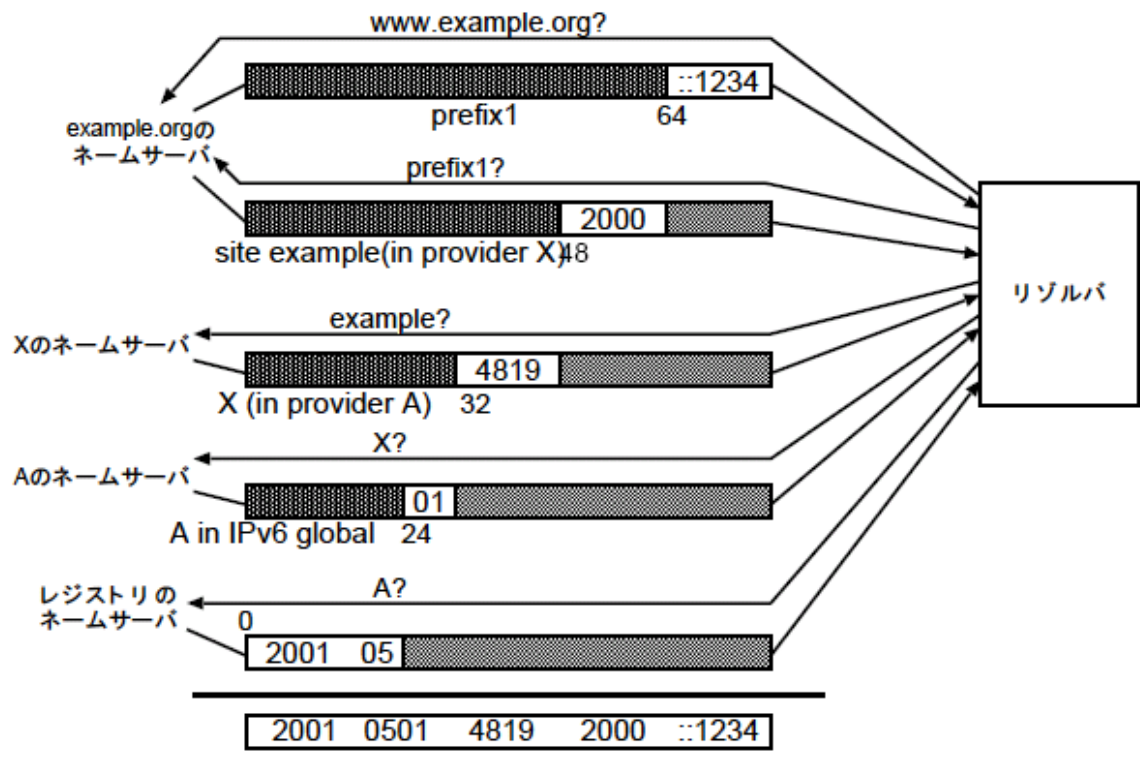 www.example.org?
::1234
prefix1 64
example.orgの
ネームサーバ
prefix1?
2000
site example(in provider X) 48
リゾルバ
example?
Xのネームサーバ
4819
X (in provider A) 32
X?
Aのネームサーバ
01
A in IPv6 global 24
A?
レジストリの
ネームサーバ
0
2001 05
2001 0501 4819 2000 ::1234